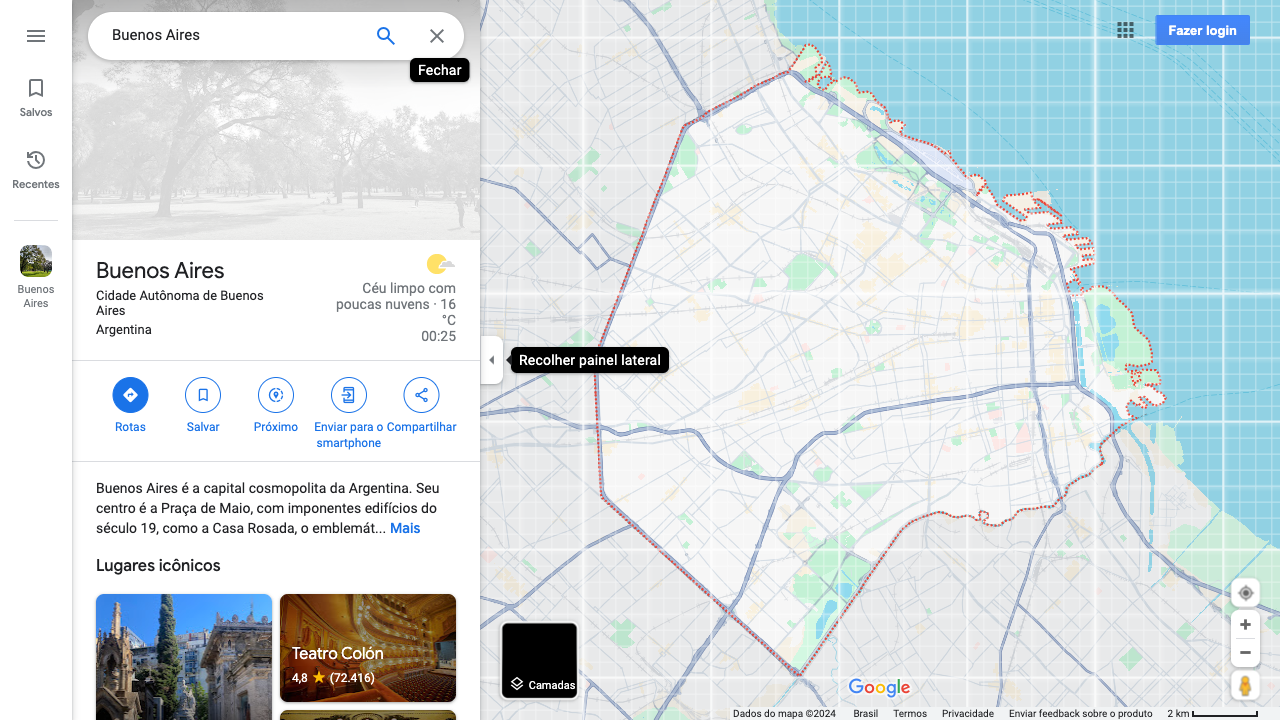 Buenos Aires
Fechar
Fazer login
Salvos
Recentes
Buenos
Aires
Buenos Aires
Cidade Autônoma de Buenos
Aires
Argentina
Céu limpo com
poucas nuvens · 16
°C
00:25
Recolher painel lateral
Rotas
Salvar
Próximo
Enviar para o
smartphone
Compartilhar
Buenos Aires é a capital cosmopolita da Argentina. Seu
centro é a Praça de Maio, com imponentes edifícios do
século 19, como a Casa Rosada, o emblemát... Mais
Lugares icônicos
Teatro Colón
4,8 ★ (72.416)
Camadas
Google
Dados do mapa ©2024 Brasil Termos Privacidade Enviar feedback sobre o produto 2 km